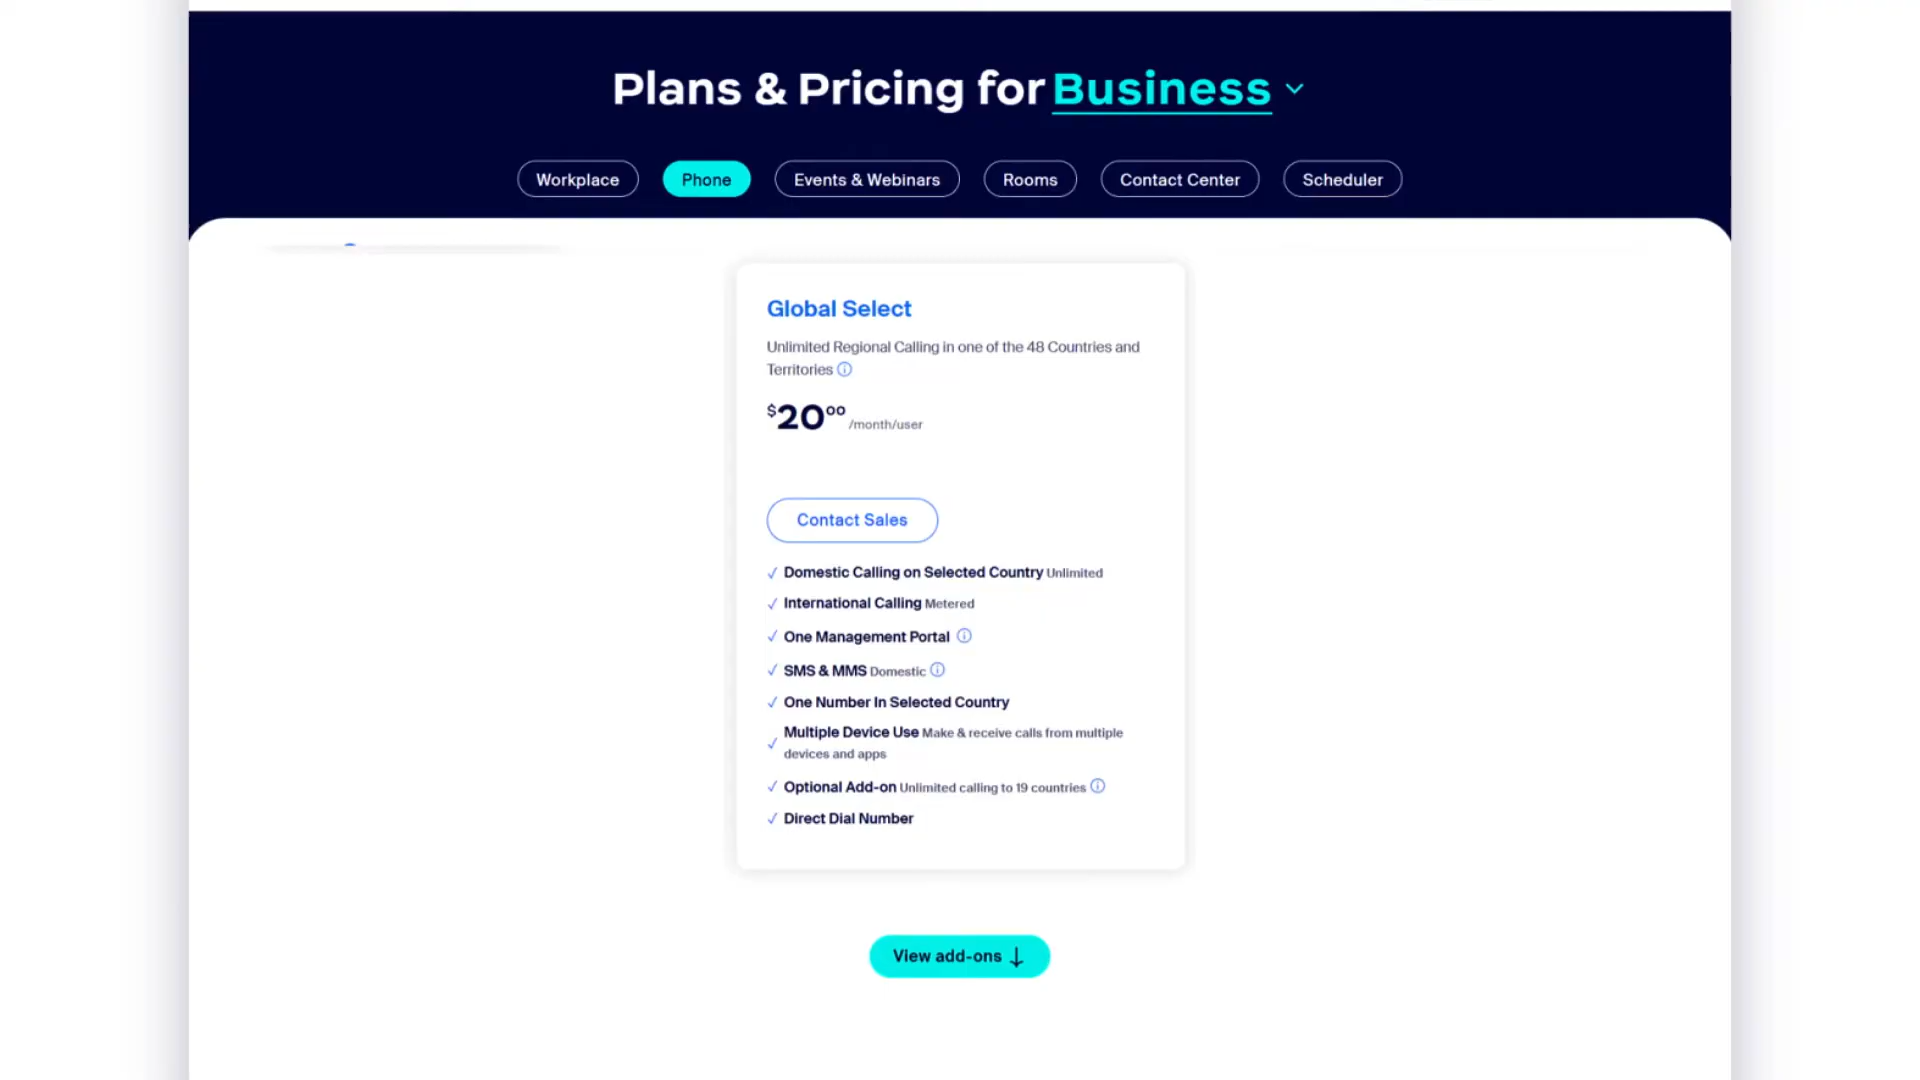 Plans & Pricing for Business
Workplace
Phone
Events & Webinars
Rooms
Contact Center
Scheduler
Global Select
Unlimited Regional Calling in one of the 48 Countries and
Territories
$20 00 /month/user
Contact Sales
Domestic Calling on Selected Country Unlimited
International Calling Metered
One Management Portal
SMS & MMS Domestic
One Number In Selected Country
Multiple Device Use Make & receive calls from multiple
devices and apps
Optional Add-on Unlimited calling to 19 countries
Direct Dial Number
View add-ons